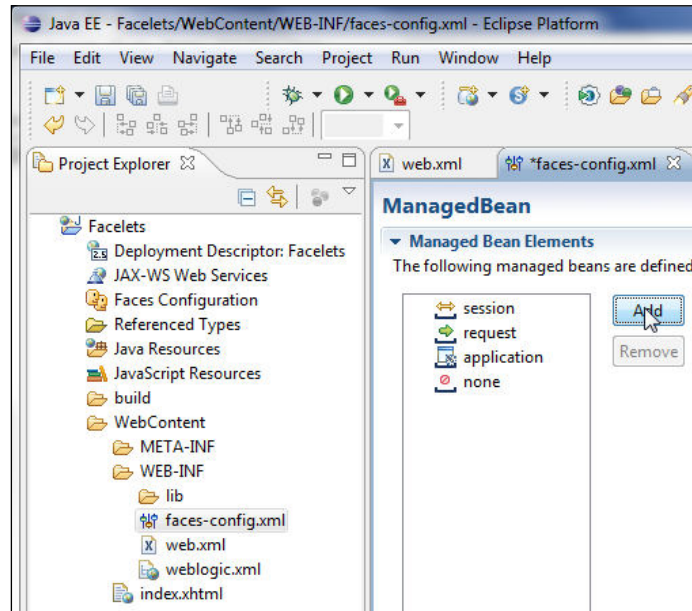 Java EE - Facelets/WebContent/WEB-INF/faces-config.xml - Eclipse Platform
File Edit View Navigate Search Project Run Window Help
Project Explorer
web.xml
*faces-config.xml
Facelets
2.5 Deployment Descriptor: Facelets
JAX-WS Web Services
Faces Configuration
Referenced Types
Java Resources
JavaScript Resources
build
WebContent
META-INF
WEB-INF
lib
faces-config.xml
web.xml
weblogic.xml
index.xhtml
ManagedBean
Managed Bean Elements
The following managed beans are defined
session
request
application
none
Add
Remove